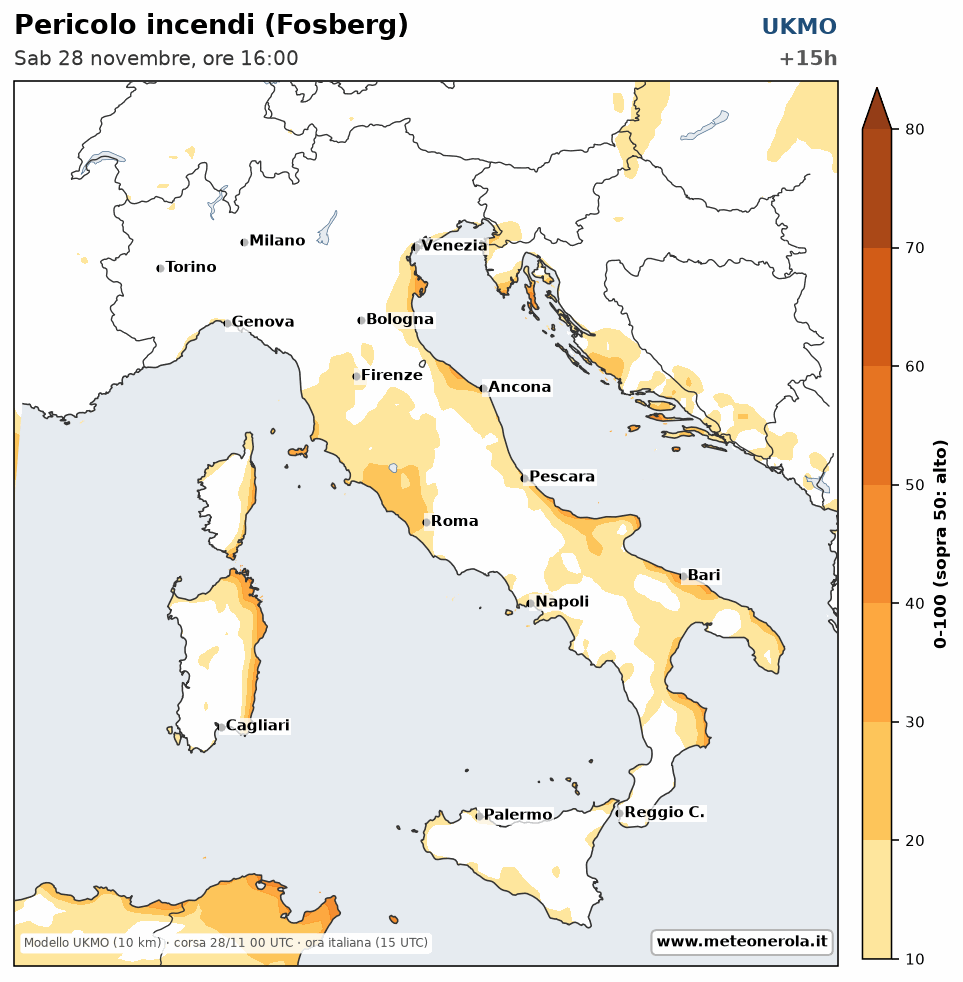 Pericolo incendi (Fosberg)
UKMO
Sab 28 novembre, ore 16:00
+15h
80
70
60
50
40
30
20
10
0-100 (sopra 50: alto)
Milano
Venezia
Torino
Genova
Bologna
Firenze
Ancona
Pescara
Roma
Bari
Napoli
Cagliari
Palermo
Reggio C.
Modello UKMO (10 km) · corsa 28/11 00 UTC · ora italiana (15 UTC)
www.meteonerola.it